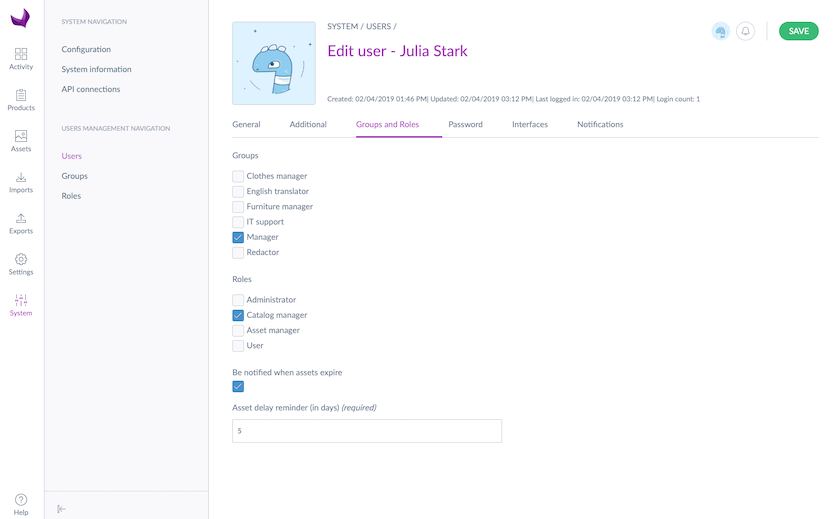 Activity
Products
Assets
Imports
Exports
Settings
System
Help
SYSTEM NAVIGATION
Configuration
System information
API connections
USERS MANAGEMENT NAVIGATION
Users
Groups
Roles
SYSTEM / USERS /
Edit user - Julia Stark
SAVE
Created: 02/04/2019 01:46 PM| Updated: 02/04/2019 03:12 PM| Last logged in: 02/04/2019 03:12 PM| Login count: 1
General Additional Groups and Roles Password Interfaces Notifications
Groups
Clothes manager
English translator
Furniture manager
IT support
Manager
Redactor
Roles
Administrator
Catalog manager
Asset manager
User
Be notified when assets expire
Asset delay reminder (in days) (required)
5